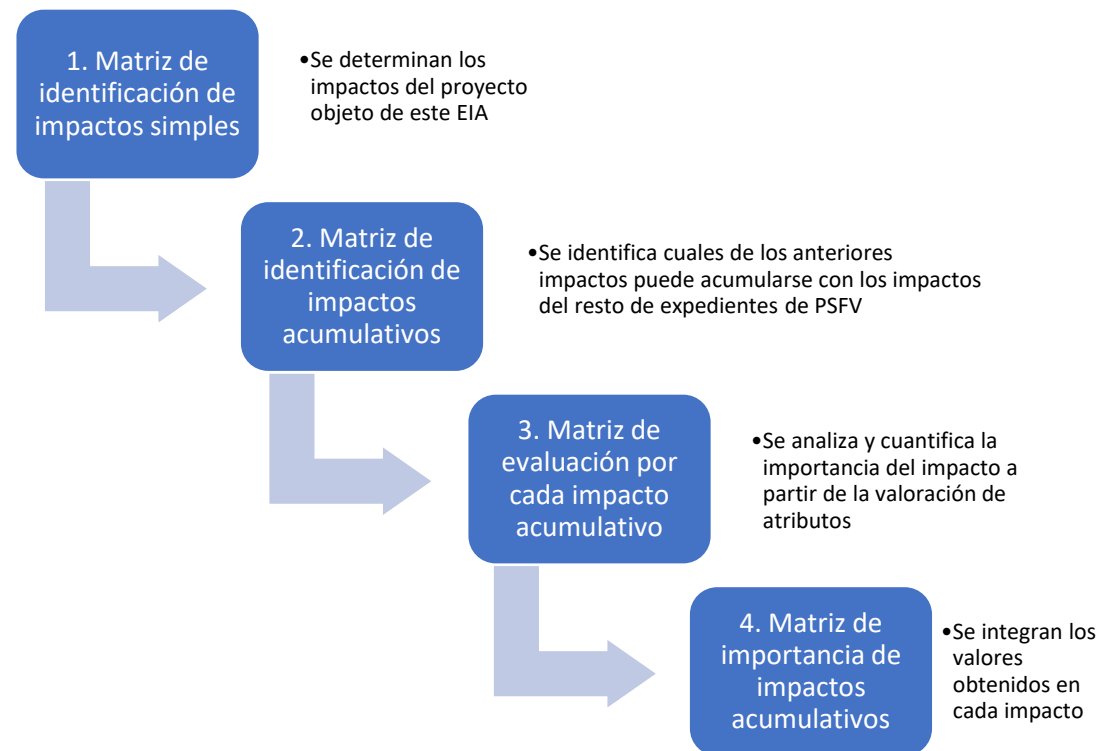 1. Matriz de
identificación de
impactos simples
•Se determinan los
impactos del proyecto
objeto de este EIA
2. Matriz de
identificación de
impactos
acumulativos
•Se identifica cuales de los anteriores
impactos puede acumularse con los impactos
del resto de expedientes de PSFV
3. Matriz de
evaluación por
cada impacto
acumulativo
•Se analiza y cuantifica la
importancia del impacto a
partir de la valoración de
atributos
4. Matriz de
importancia de
impactos
acumulativos
•Se integran los
valores
obtenidos en
cada impacto